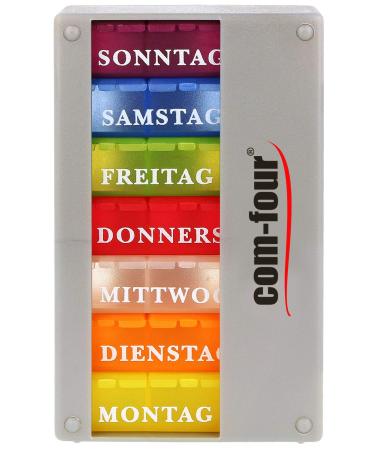 SONNTAG
SAMSTAG
FREITAG
DONNERS
MITTWOC
DIENSTAG
MONTAG
com-four®